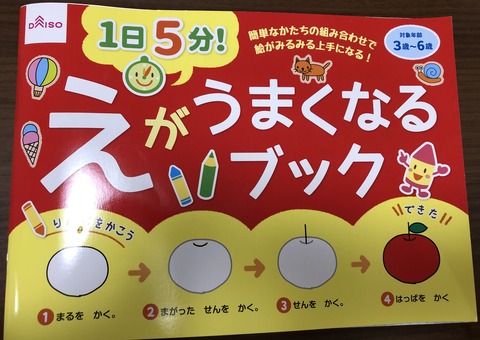 DAISO
1日5分!
簡単なかたちの組み合わせで
絵がみるみる上手になる!
対象年齢
3歳~6歳
えがうまくなる
ブック
をかこう
できた
1 まるを かく。
2 まがった せんを かく。
3 せんを かく。
4 はっぱを かく